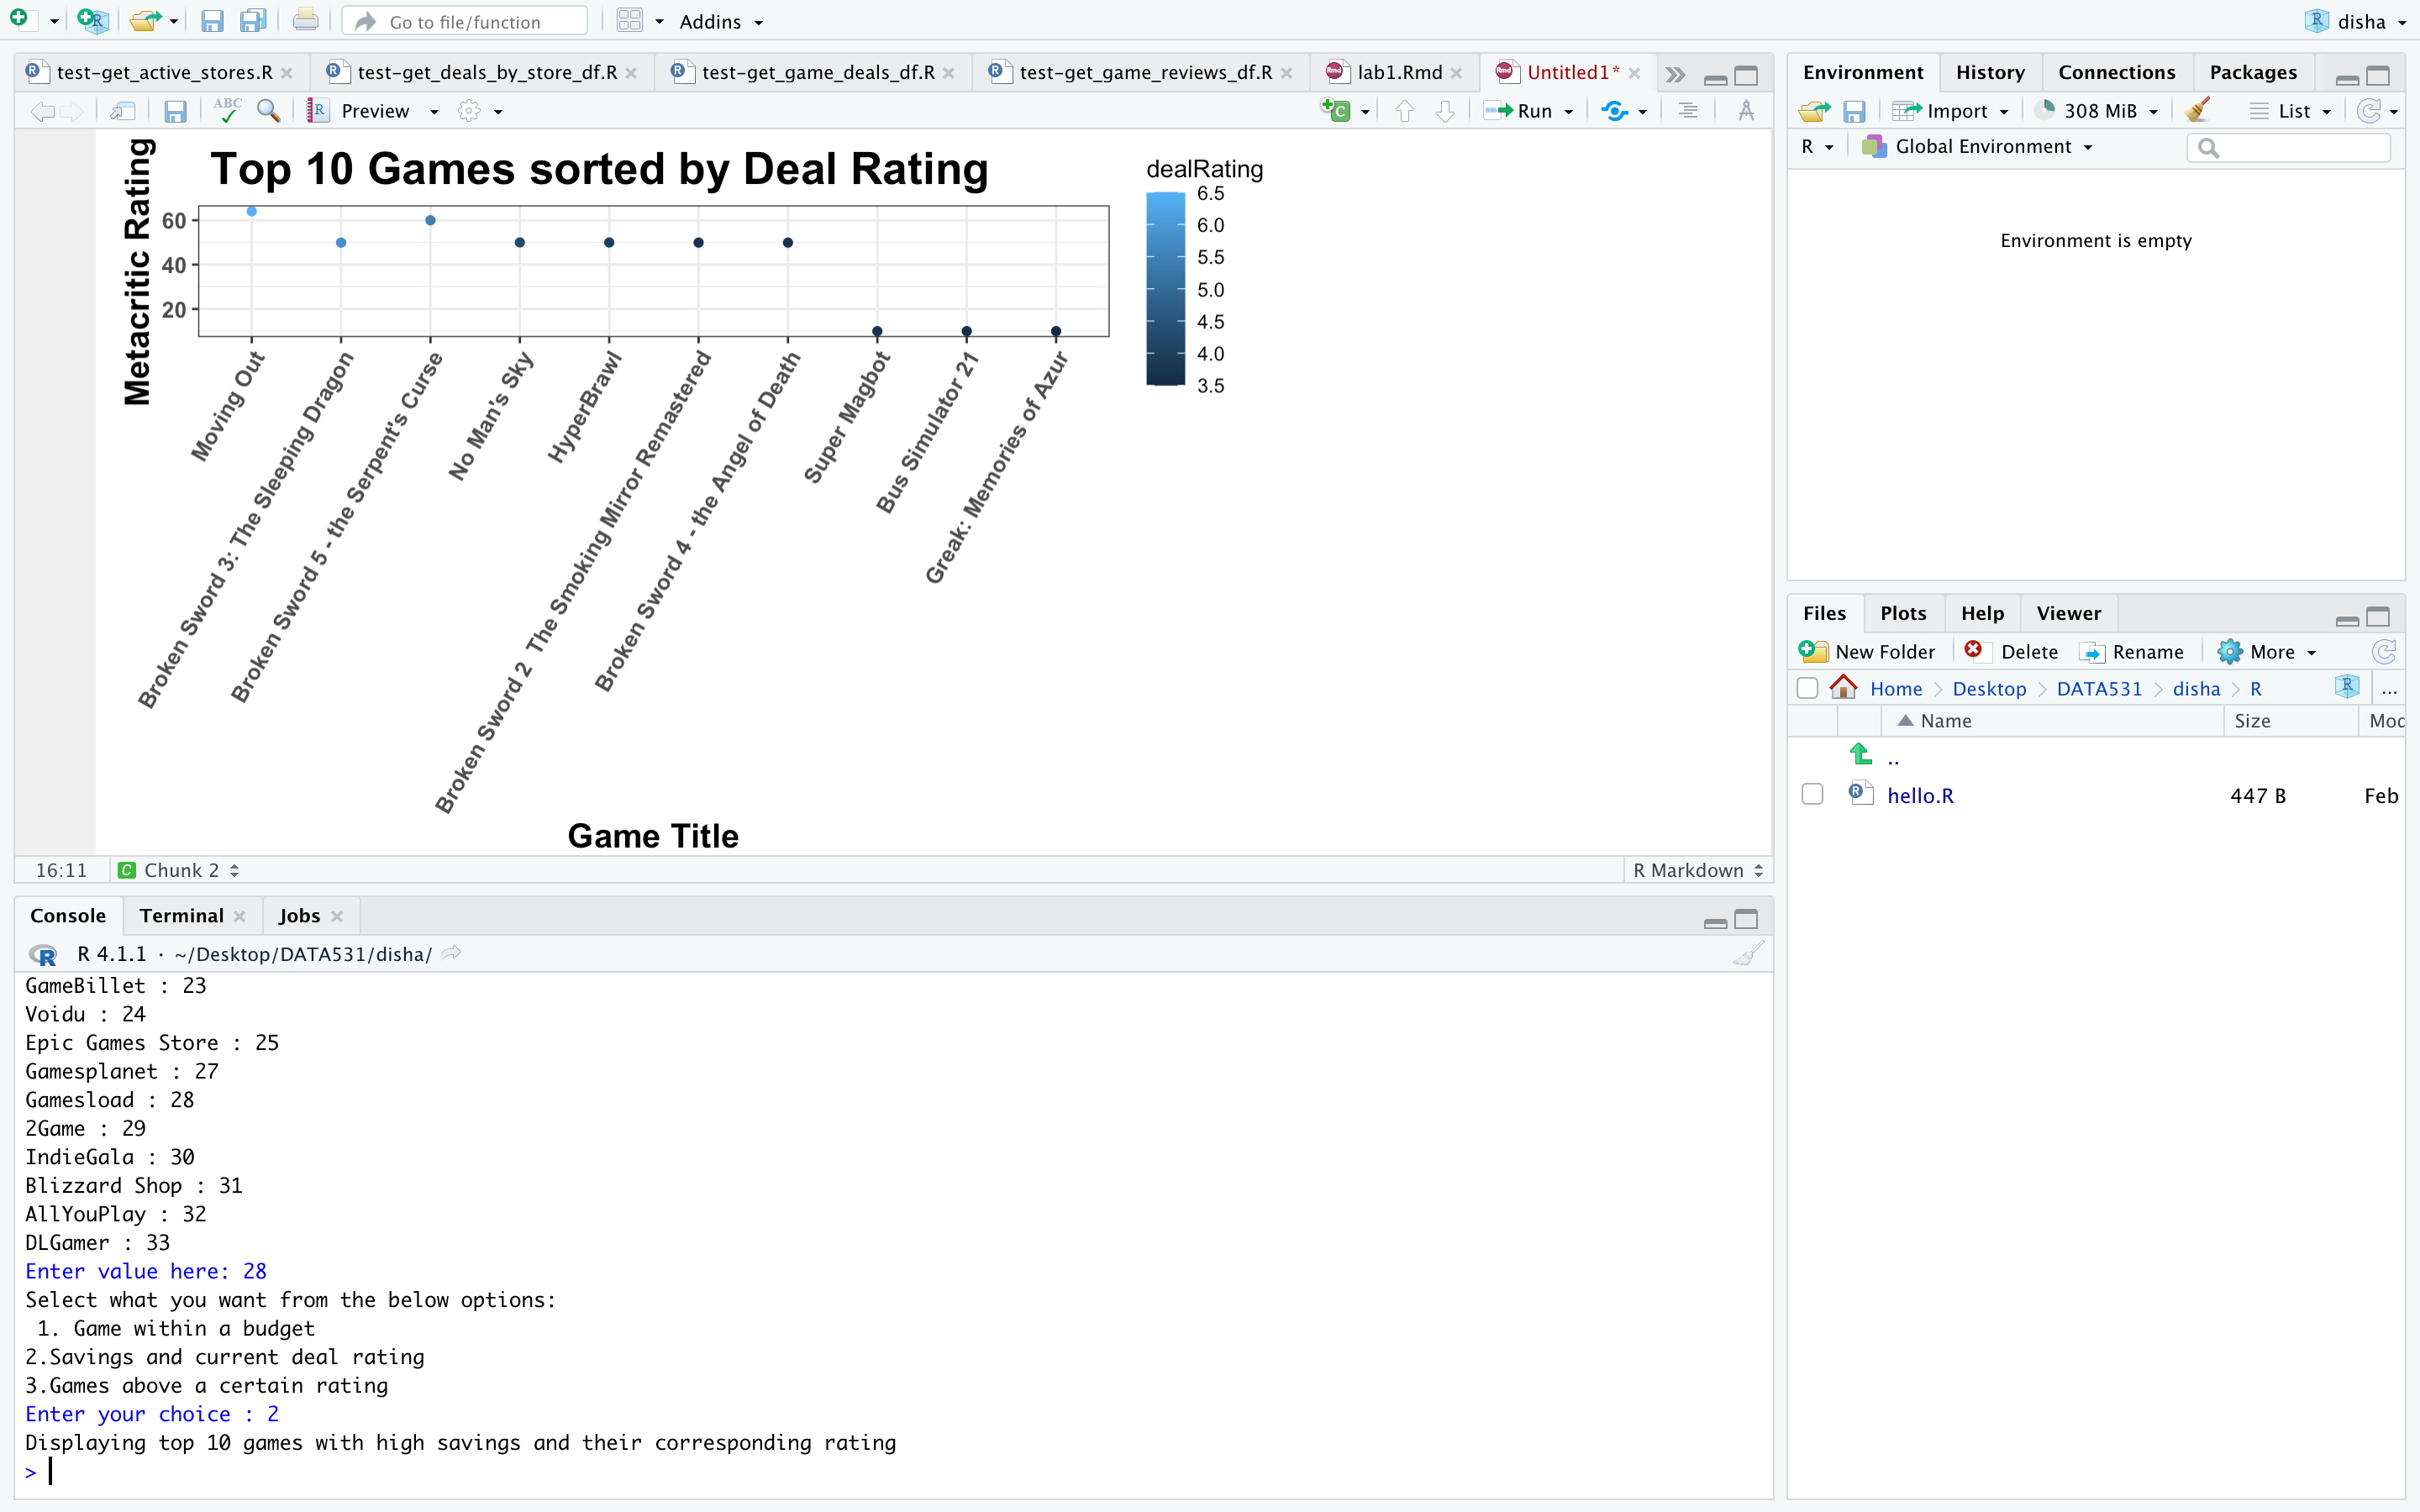 Go to file/function
Addins
disha
test-get_active_stores.R
test-get_deals_by_store_df.R
test-get_game_deals_df.R
test-get_game_reviews_df.R
lab1.Rmd
Untitled1*
ABC
Preview
Run
Top 10 Games sorted by Deal Rating
Metacritic Rating
60
40
20
Moving Out
Broken Sword 3: The Sleeping Dragon
Broken Sword 5 - the Serpent's Curse
No Man's Sky
HyperBrawl
Broken Sword 2 The Smoking Mirror Remastered
Broken Sword 4 - the Angel of Death
Super Magbot
Bus Simulator 21
Greak: Memories of Azur
Game Title
dealRating
6.5
6.0
5.5
5.0
4.5
4.0
3.5
16:11
C Chunk 2
R Markdown
Console Terminal Jobs
R 4.1.1 · ~/Desktop/DATA531/disha/
GameBillet : 23
Voidu : 24
Epic Games Store : 25
Gamesplanet : 27
Gamesload : 28
2Game : 29
IndieGala : 30
Blizzard Shop : 31
AllYouPlay : 32
DLGamer : 33
Enter value here: 28
Select what you want from the below options:
1. Game within a budget
2.Savings and current deal rating
3.Games above a certain rating
Enter your choice : 2
Displaying top 10 games with high savings and their corresponding rating
>
Environment History Connections Packages
Import 308 MiB List
R Global Environment
Environment is empty
Files Plots Help Viewer
New Folder Delete Rename More
Home Desktop DATA531 disha R ...
Name Size Mod
..
hello.R 447 B Feb